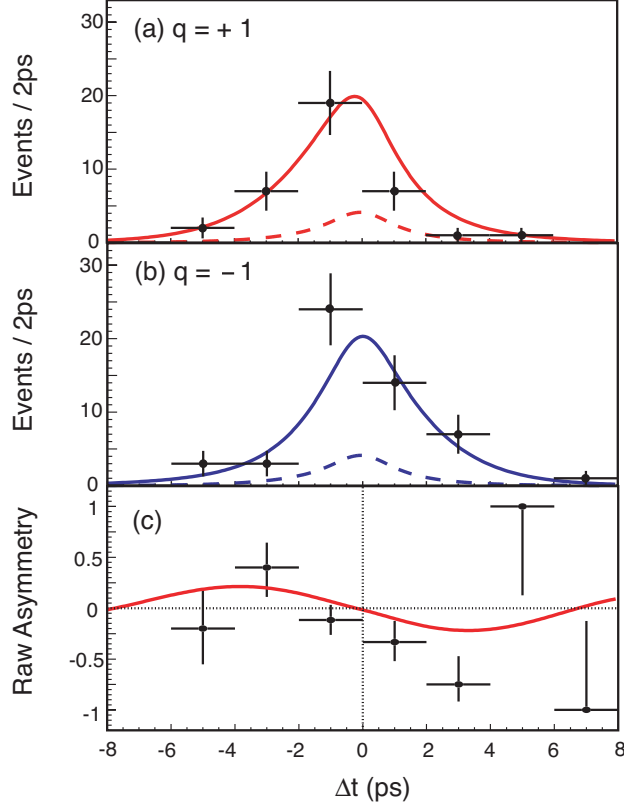 (a) q = + 1
Events / 2ps
30
20
10
0
(b) q = − 1
Events / 2ps
30
20
10
0
(c)
Raw Asymmetry
1
0.5
0
-0.5
-1
-8 -6 -4 -2 0 2 4 6 8
Δt (ps)